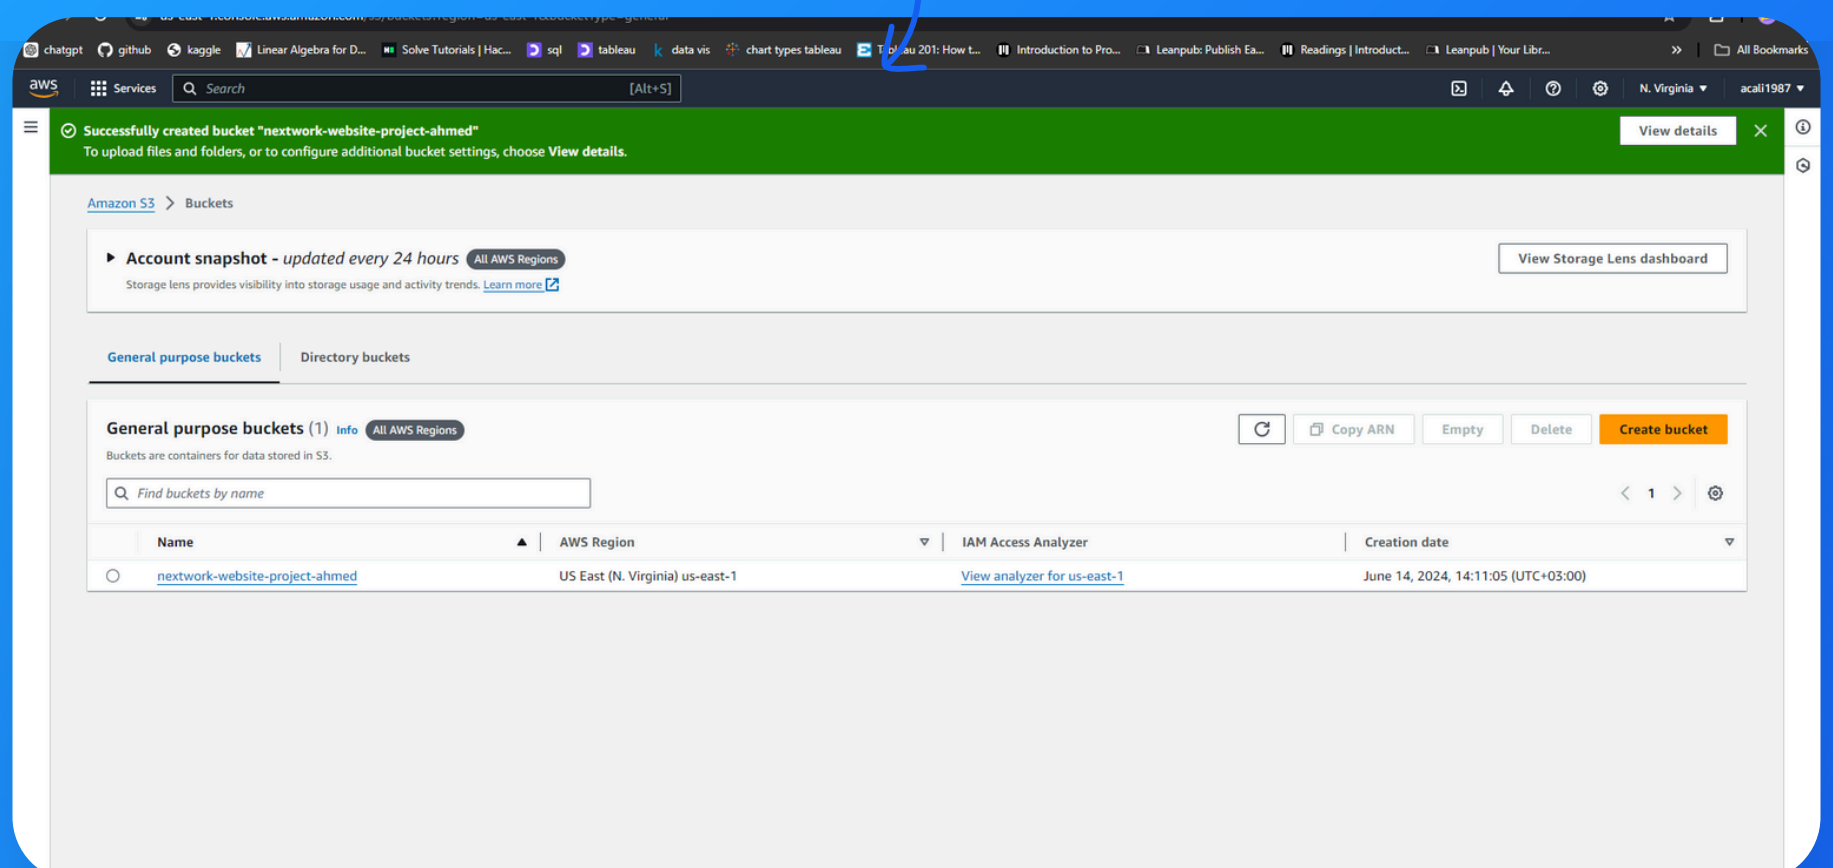 chatgpt github kaggle Linear Algebra for D... Solve Tutorials | Hac... sql tableau data vis chart types tableau Tableau 201: How t... Introduction to Pro... Leanpub: Publish Ea... Readings | Introduct... Leanpub | Your Libr... » All Bookmarks
aws Services Search [Alt+S] N. Virginia ▼ acali1987 ▼
Successfully created bucket "nextwork-website-project-ahmed"
To upload files and folders, or to configure additional bucket settings, choose View details.
View details
Amazon S3 > Buckets
Account snapshot - updated every 24 hours All AWS Regions
Storage lens provides visibility into storage usage and activity trends. Learn more
View Storage Lens dashboard
General purpose buckets Directory buckets
General purpose buckets (1) Info All AWS Regions
Buckets are containers for data stored in S3.
Copy ARN Empty Delete Create bucket
Find buckets by name
1
Name AWS Region IAM Access Analyzer Creation date
nextwork-website-project-ahmed US East (N. Virginia) us-east-1 View analyzer for us-east-1 June 14, 2024, 14:11:05 (UTC+03:00)